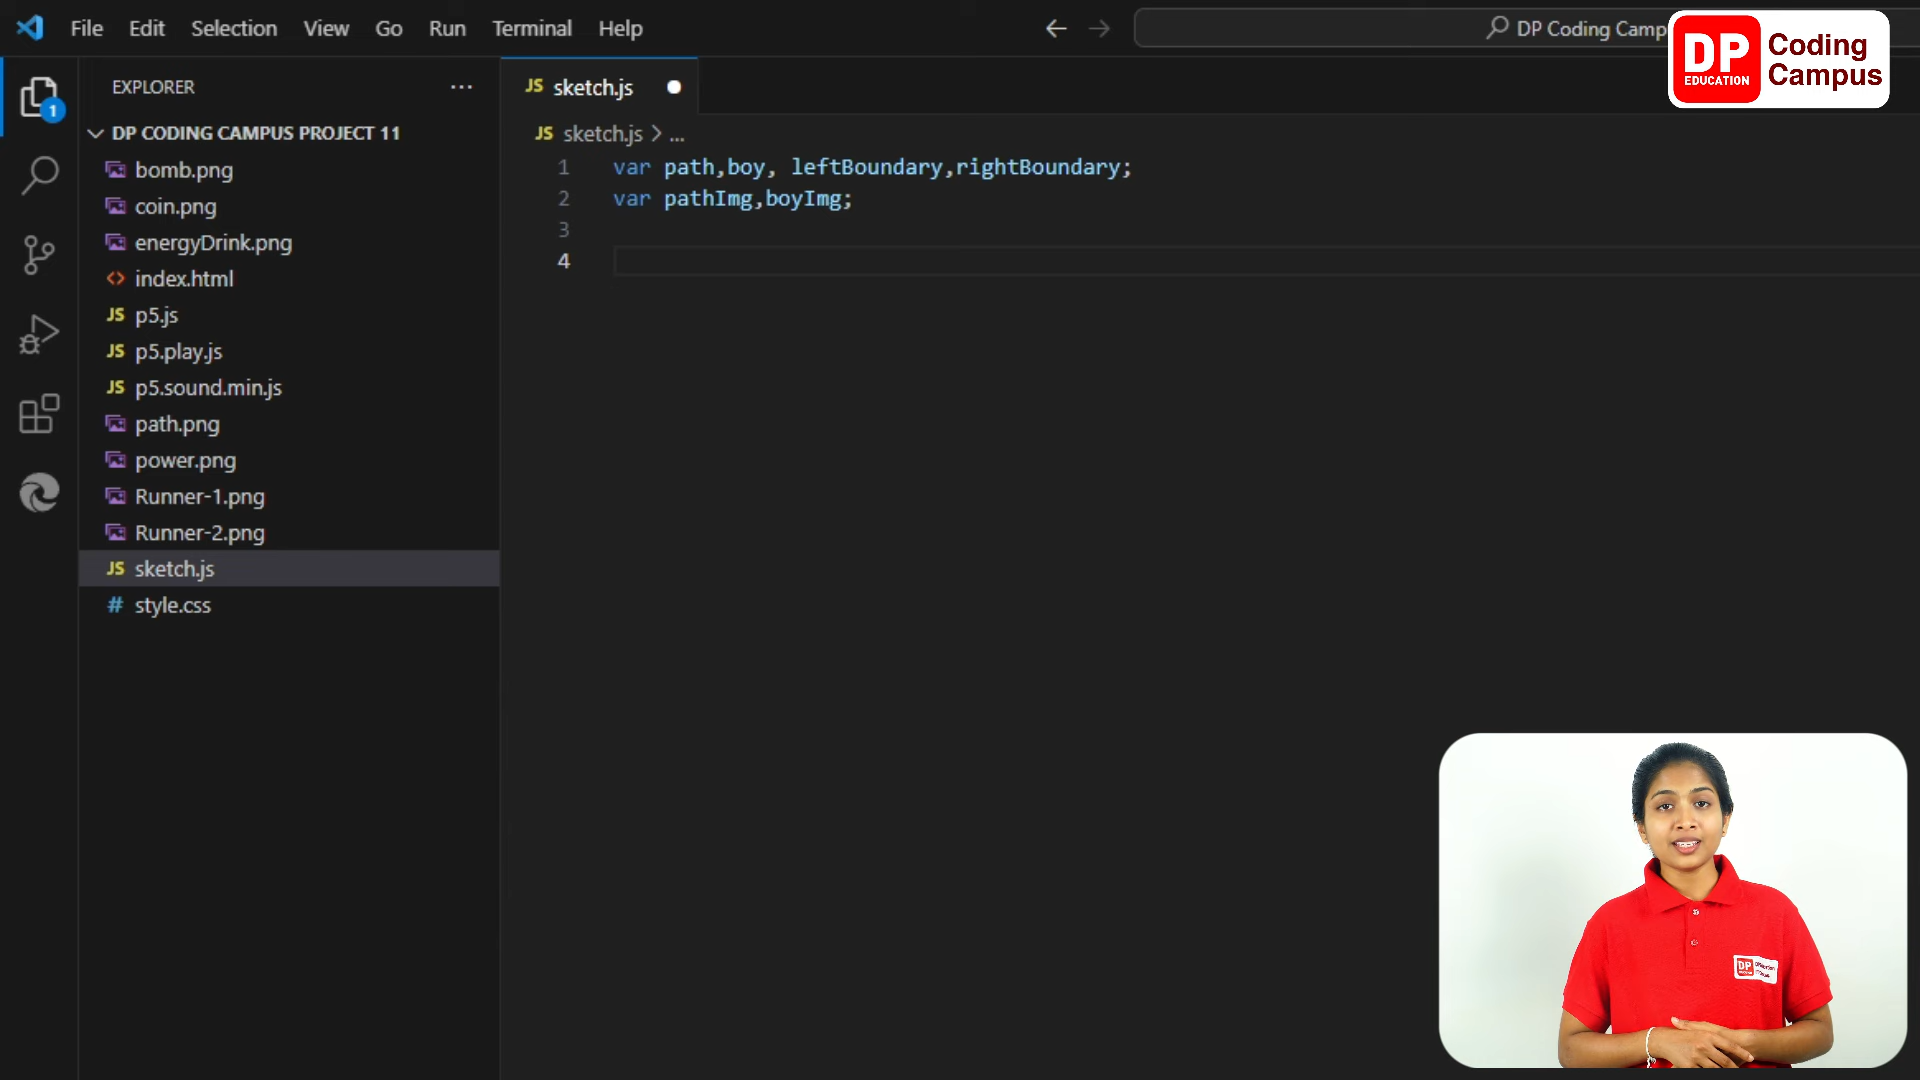 File Edit Selection View Go Run Terminal Help
DP Coding Camp
DP EDUCATION Coding Campus
EXPLORER
JS sketch.js
DP CODING CAMPUS PROJECT 11
JS sketch.js > ...
bomb.png
coin.png
energyDrink.png
<> index.html
JS p5.js
JS p5.play.js
JS p5.sound.min.js
path.png
power.png
Runner-1.png
Runner-2.png
JS sketch.js
# style.css
1
1 var path,boy, leftBoundary,rightBoundary;
2 var pathImg,boyImg;
3
4
DP